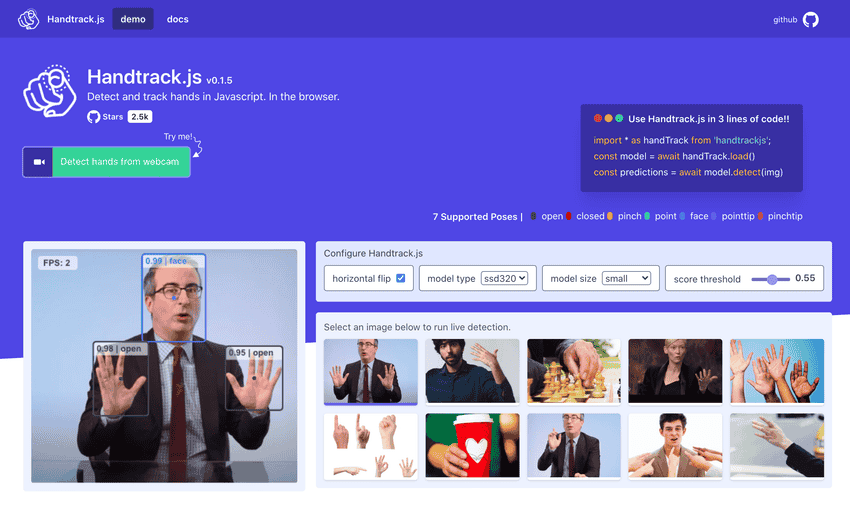 Handtrack.js demo docs github
Handtrack.js v0.1.5
Detect and track hands in Javascript. In the browser.
Stars 2.5k
Try me!
Detect hands from webcam
Use Handtrack.js in 3 lines of code!!
import * as handTrack from 'handtrackjs';
const model = await handTrack.load()
const predictions = await model.detect(img)
7 Supported Poses | open closed pinch point face pointtip pinchtip
FPS: 2
0.99 | face
0.98 | open
0.95 | open
Configure Handtrack.js
horizontal flip model type ssd320 model size small score threshold 0.55
Select an image below to run live detection.